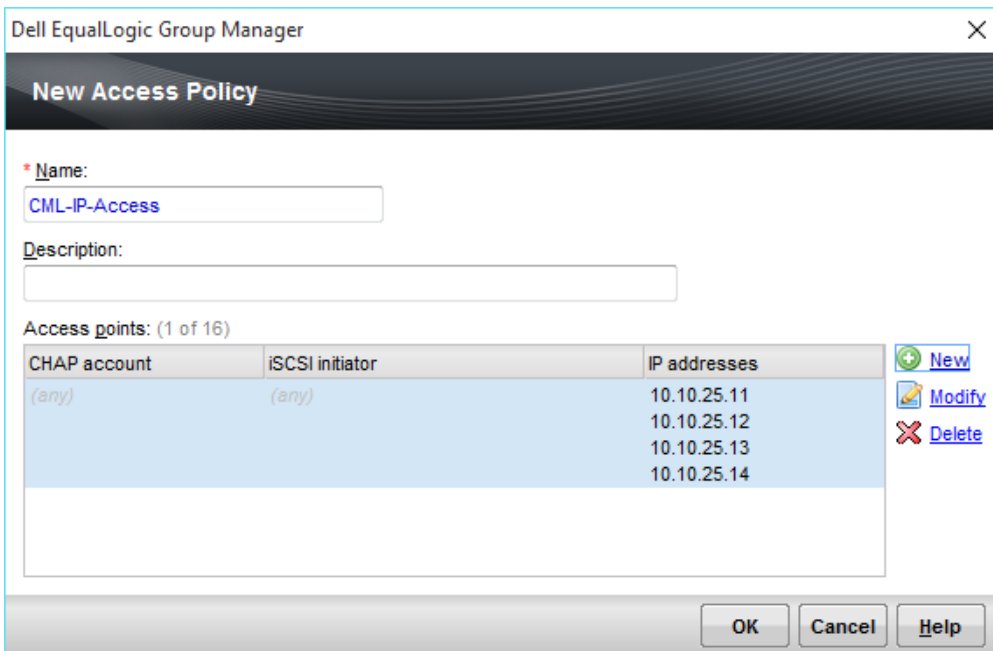 Dell EqualLogic Group Manager
New Access Policy
* Name:
CML-IP-Access
Description:
Access points: (1 of 16)
CHAP account iSCSI initiator IP addresses
(any) (any) 10.10.25.11
10.10.25.12
10.10.25.13
10.10.25.14
New
Modify
Delete
OK Cancel Help